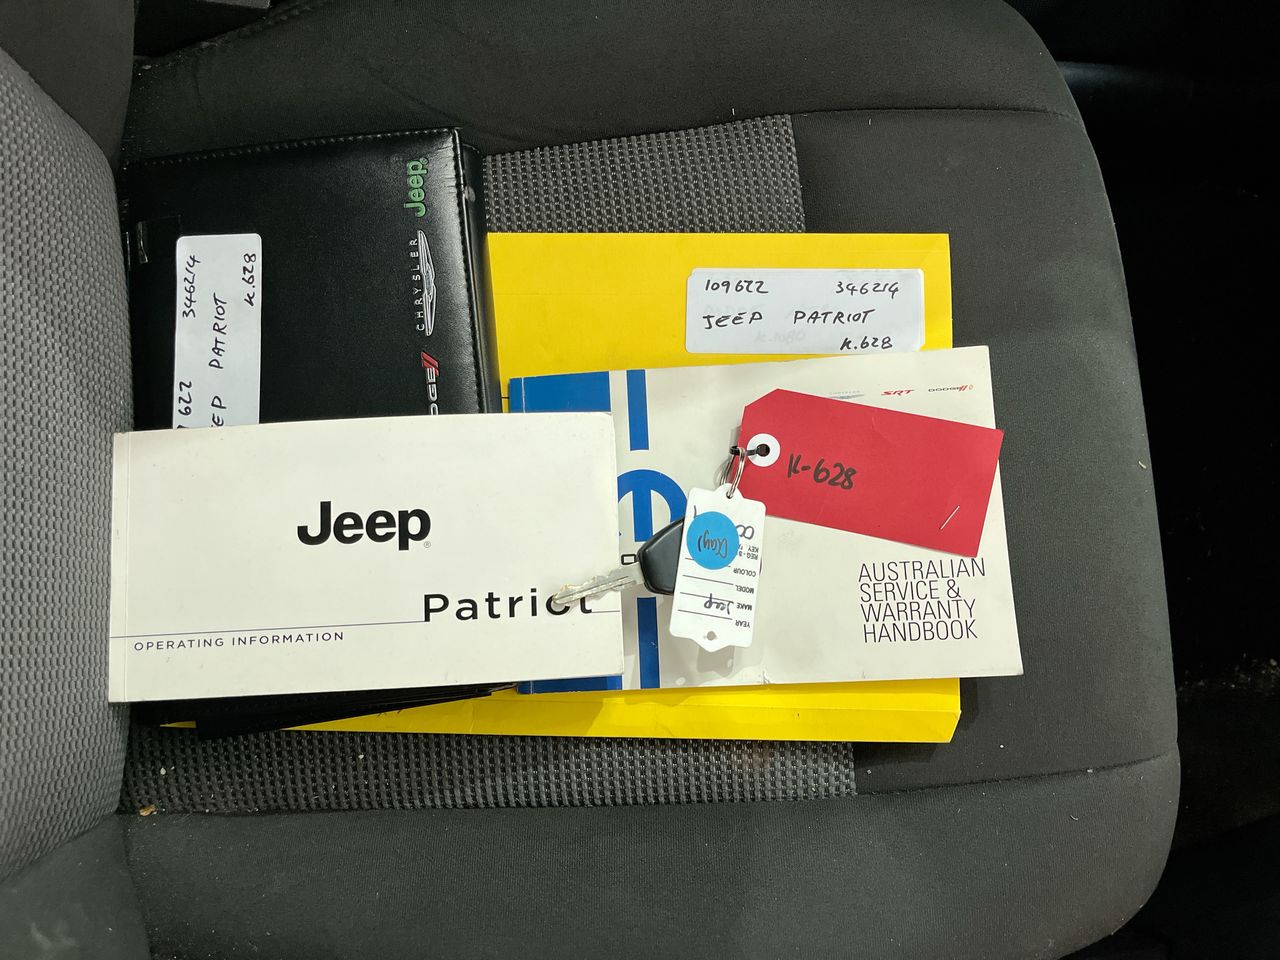 Jeep
CHRYSLER
346214
K.628
PATRIOT
109622 346214
JEEP PATRIOT
K.628
SRT DODGE
K-628
Jeep
Patriot
OPERATING INFORMATION
AUSTRALIAN
SERVICE &
WARRANTY
HANDBOOK
COLOUR
MODEL
MAKE Jeep
YEAR